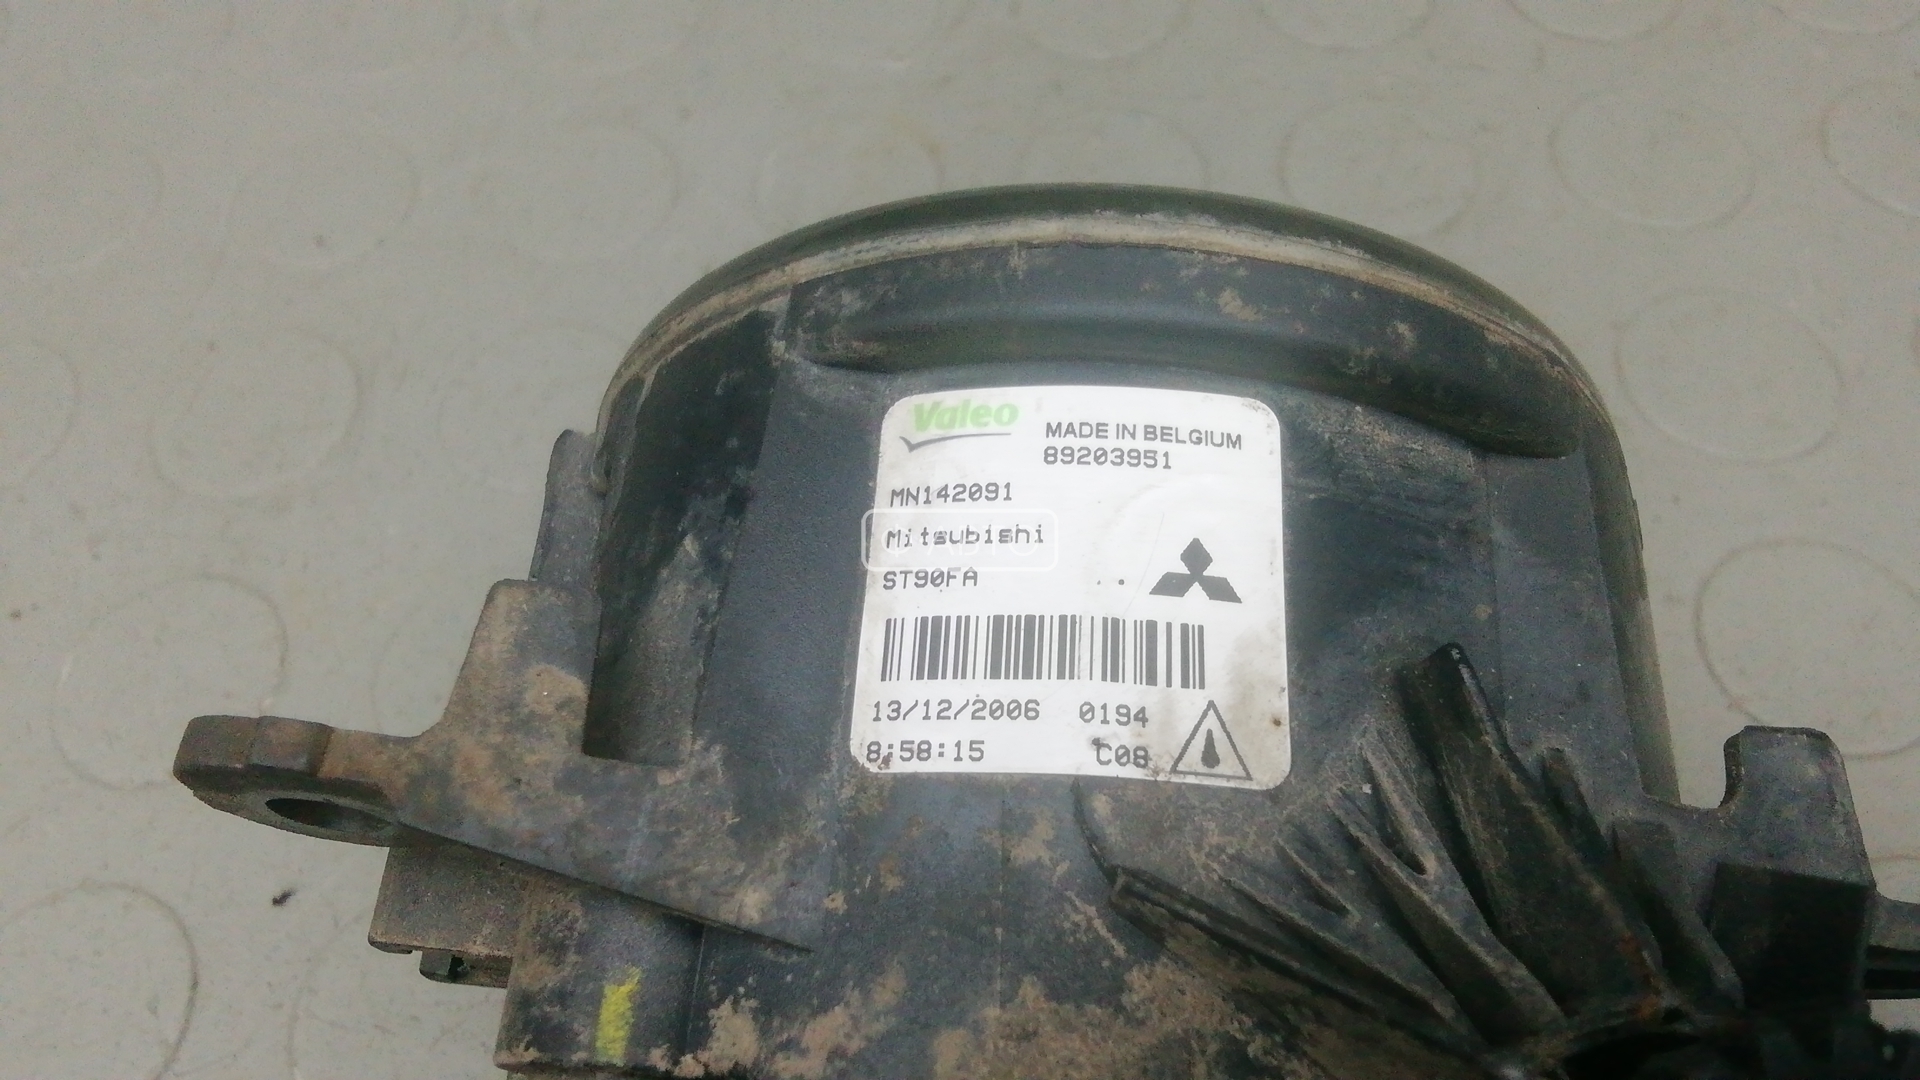 Valeo
MADE IN BELGIUM
89203951
MN142091
Mitsubishi
ST90FA
13/12/2006 0194
8:58:15 C08